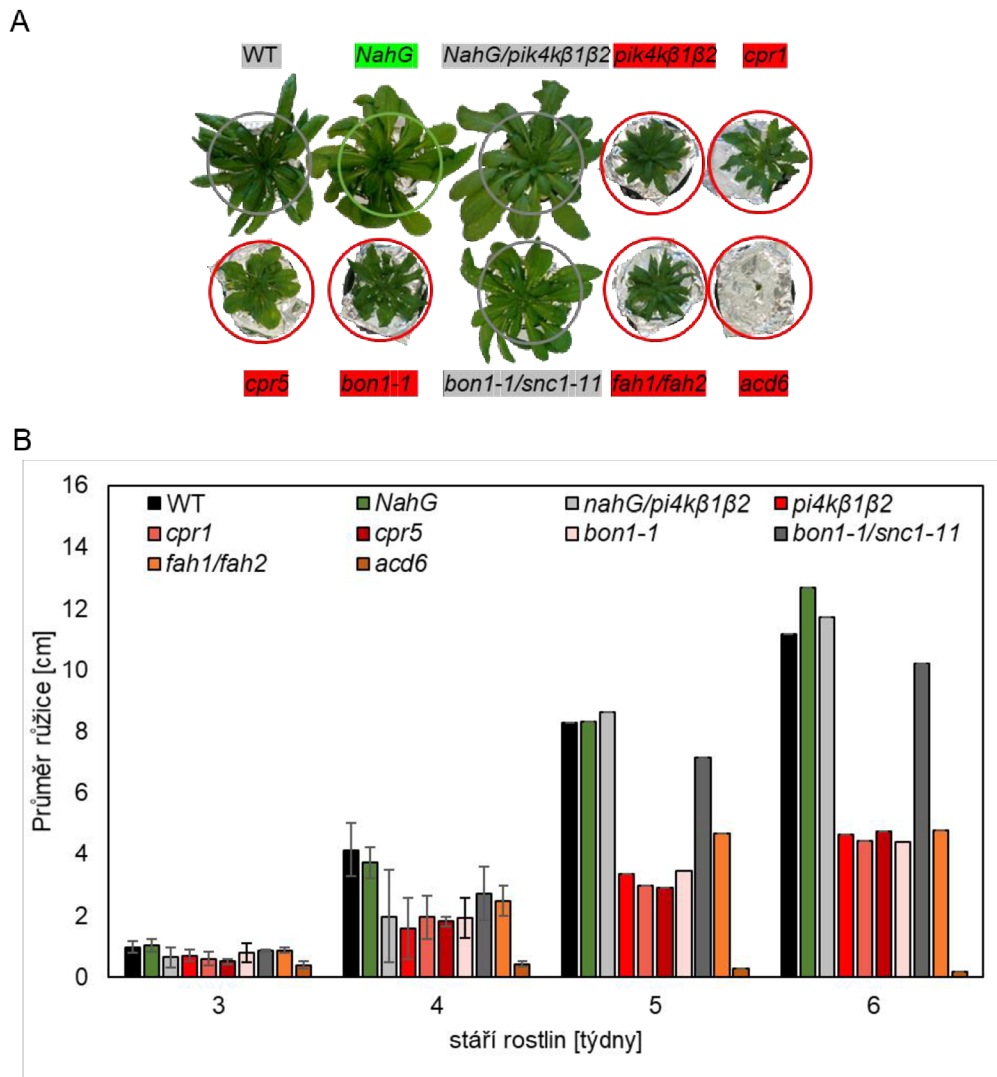 A
WT NahG NahG/pik4kβ1β2 pik4kβ1β2 cpr1
cpr5 bon1-1 bon1-1/snc1-11 fah1/fah2 acd6
B
16
14
12
10
8
6
4
2
0
Průměr růžice [cm]
WT NahG nahG/pi4kβ1β2 pi4kβ1β2
cpr1 cpr5 bon1-1 bon1-1/snc1-11
fah1/fah2 acd6
3 4 5 6
stáří rostlin [týdny]